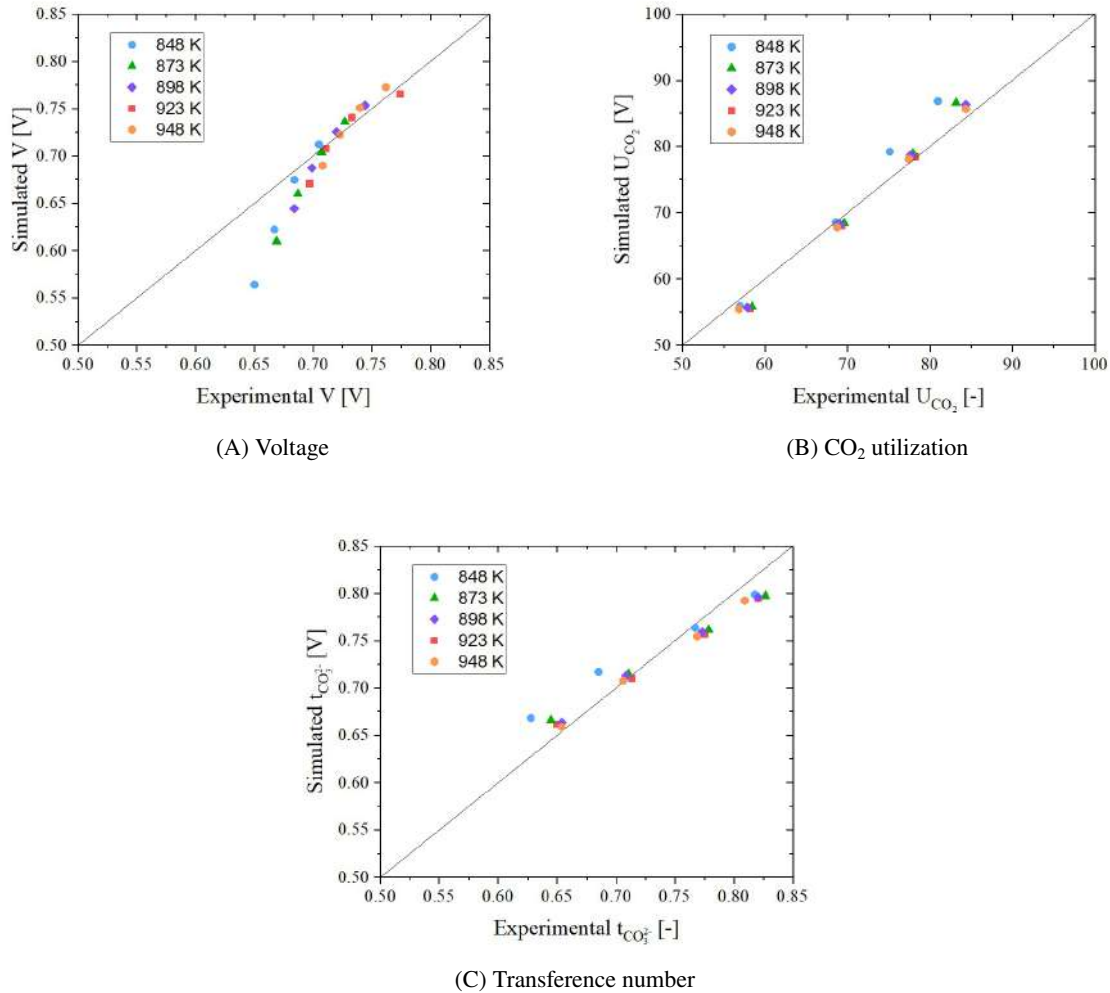 0.85
0.80
0.75
0.70
0.65
0.60
0.55
0.50
Simulated V [V]
848 K
873 K
898 K
923 K
948 K
0.50 0.55 0.60 0.65 0.70 0.75 0.80 0.85
Experimental V [V]
(A) Voltage
100
90
80
70
60
50
Simulated U_CO₂ [V]
848 K
873 K
898 K
923 K
948 K
50 60 70 80 90 100
Experimental U_CO₂ [-]
(B) CO₂ utilization
0.85
0.80
0.75
0.70
0.65
0.60
0.55
0.50
Simulated t_CO₃²⁻ [V]
848 K
873 K
898 K
923 K
948 K
0.50 0.55 0.60 0.65 0.70 0.75 0.80 0.85
Experimental t_CO₃²⁻ [-]
(C) Transference number